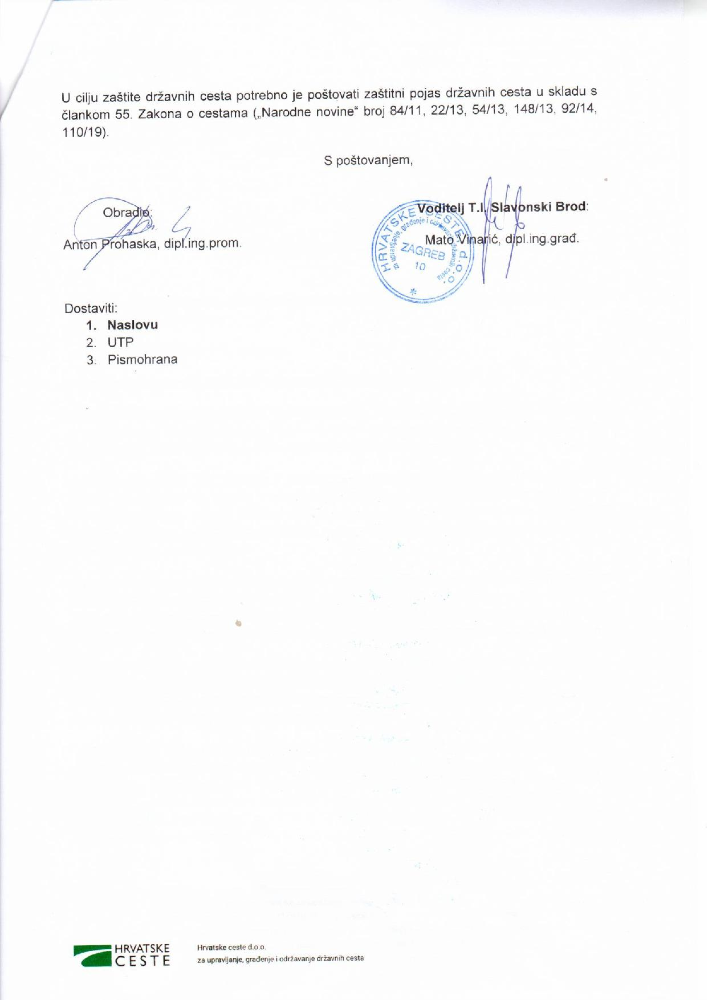 U cilju zaštite državnih cesta potrebno je poštovati zaštitni pojas državnih cesta u skladu s
člankom 55. Zakona o cestama („Narodne novine“ broj 84/11, 22/13, 54/13, 148/13, 92/14,
110/19).
S poštovanjem,
Obradio:
Anton Prohaska, dipl.ing.prom.
Voditelj T.I. Slavonski Brod:
Mato Vinarić, dipl.ing.građ.
HRVATSKE CESTE d.o.o.
za upravljanje, građenje i održavanje državnih cesta
ZAGREB
10
Dostaviti:
1. Naslovu
2. UTP
3. Pismohrana
HRVATSKE
CESTE
Hrvatske ceste d.o.o.
za upravljanje, građenje i održavanje državnih cesta